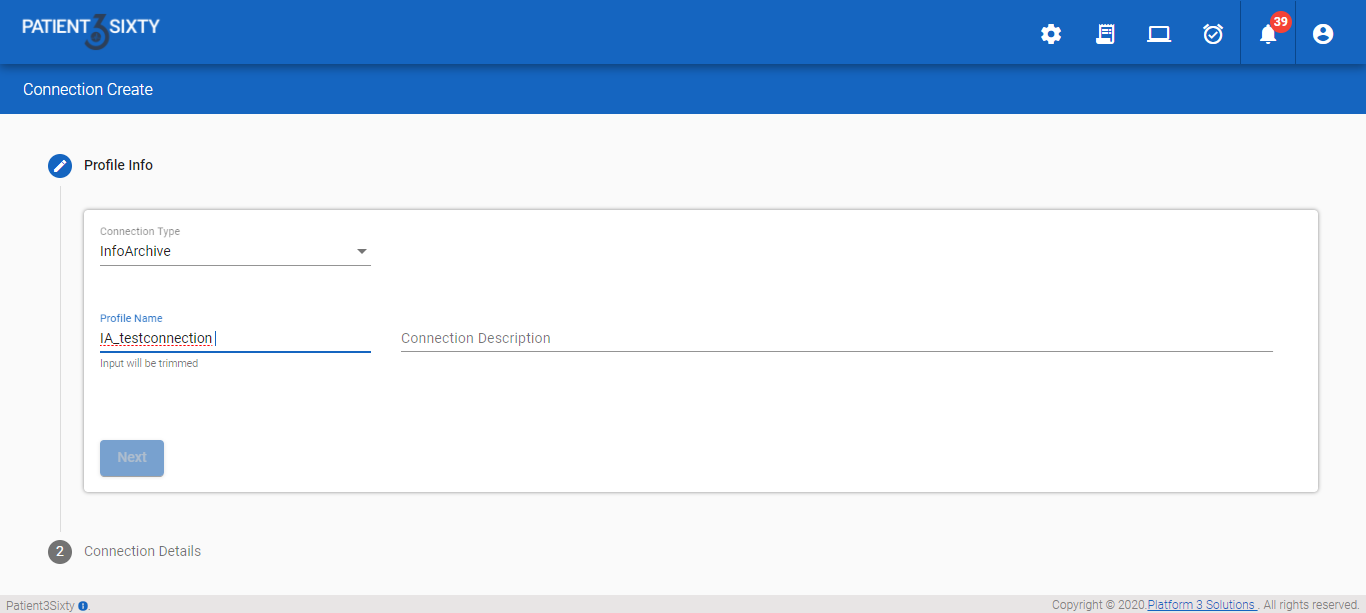 PATIENT3SIXTY
39
Connection Create
Profile Info
Connection Type
InfoArchive
Profile Name
IA_testconnection
Connection Description
Input will be trimmed
Next
2 Connection Details
Patient3Sixty
Copyright © 2020 Platform 3 Solutions . All rights reserved.